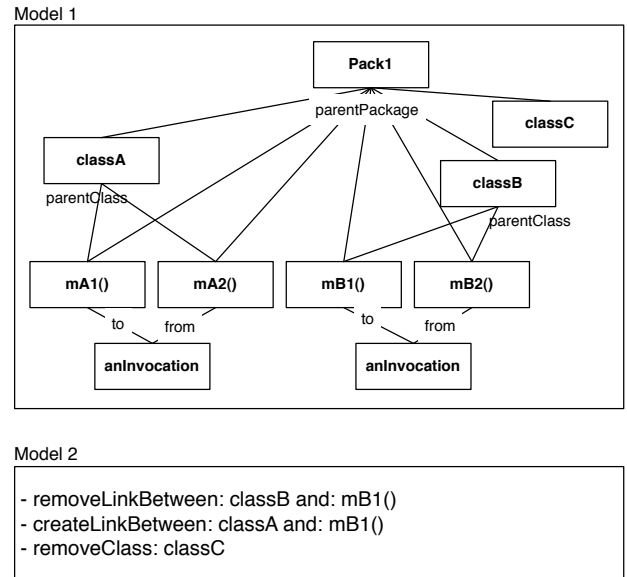 Model 1
Pack1
parentPackage
classC
classA
classB
parentClass
parentClass
mA1()
mA2()
mB1()
mB2()
to
from
to
from
anInvocation
anInvocation
Model 2
- removeLinkBetween: classB and: mB1()
- createLinkBetween: classA and: mB1()
- removeClass: classC